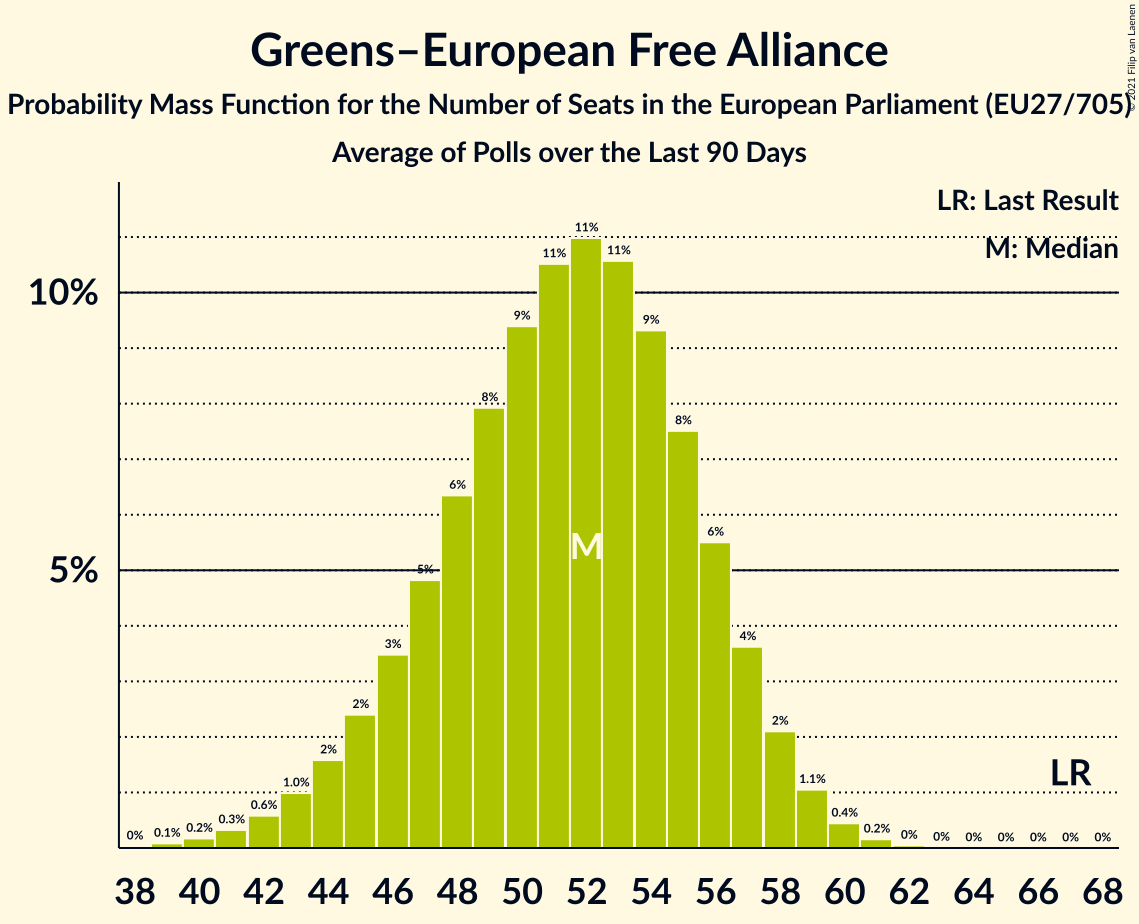 © 2021 Filip van Laenen
Greens–European Free Alliance
Probability Mass Function for the Number of Seats in the European Parliament (EU27/705)
Average of Polls over the Last 90 Days
LR: Last Result
M: Median
10%
5%
0% 0.1% 0.2% 0.3% 0.6% 1.0% 2% 2% 3% 5% 6% 8% 9% 11% 11% 11% 9% 8% 6% 4% 2% 1.1% 0.4% 0.2% 0% 0% 0% 0% 0% 0% 0%
M
LR
38 40 42 44 46 48 50 52 54 56 58 60 62 64 66 68